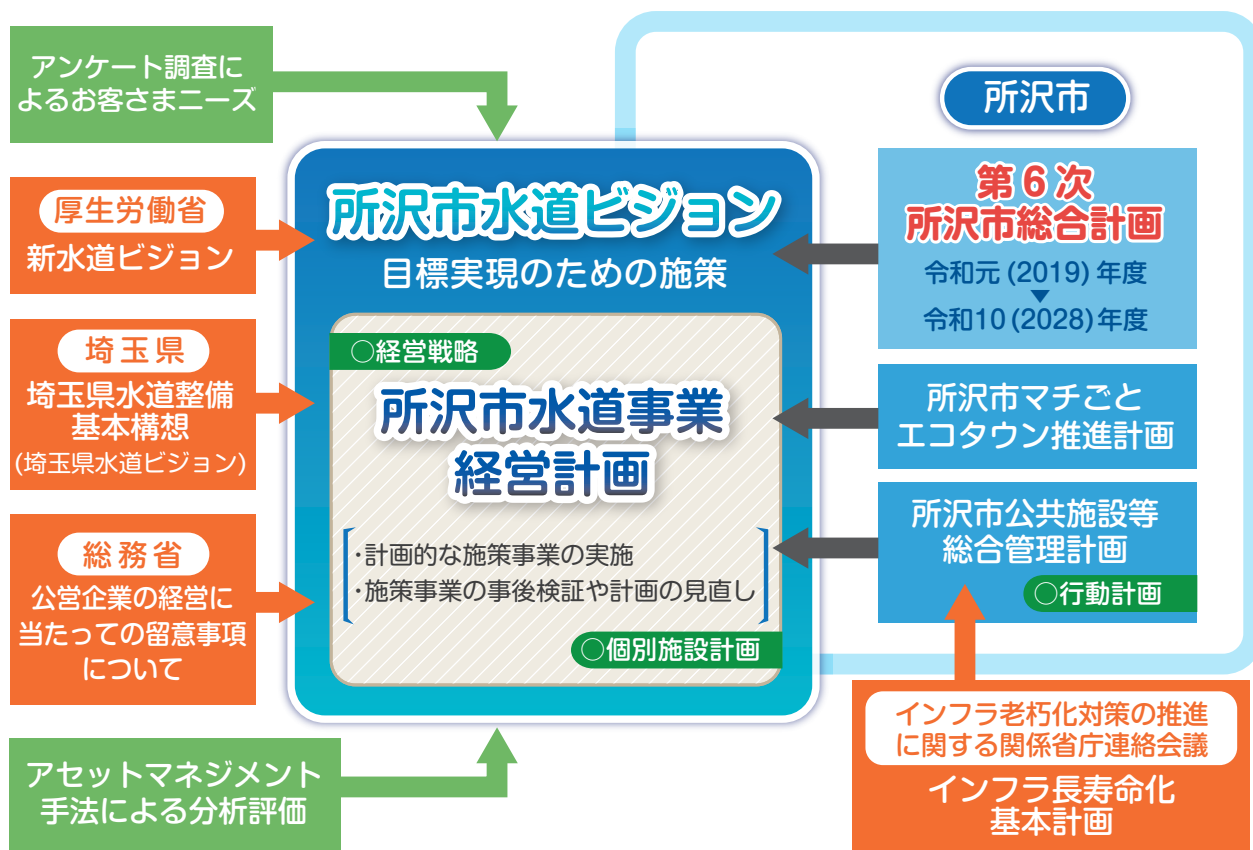 アンケート調査に
よるお客さまニーズ
厚生労働省
新水道ビジョン
埼玉県
埼玉県水道整備
基本構想
(埼玉県水道ビジョン)
総務省
公営企業の経営に
当たっての留意事項
について
アセットマネジメント
手法による分析評価
所沢市水道ビジョン
目標実現のための施策
○経営戦略
所沢市水道事業
経営計画
・計画的な施策事業の実施
・施策事業の事後検証や計画の見直し
○個別施設計画
所沢市
第6次
所沢市総合計画
令和元(2019)年度
▼
令和10(2028)年度
所沢市マチごと
エコタウン推進計画
所沢市公共施設等
総合管理計画
○行動計画
インフラ老朽化対策の推進
に関する関係省庁連絡会議
インフラ長寿命化
基本計画